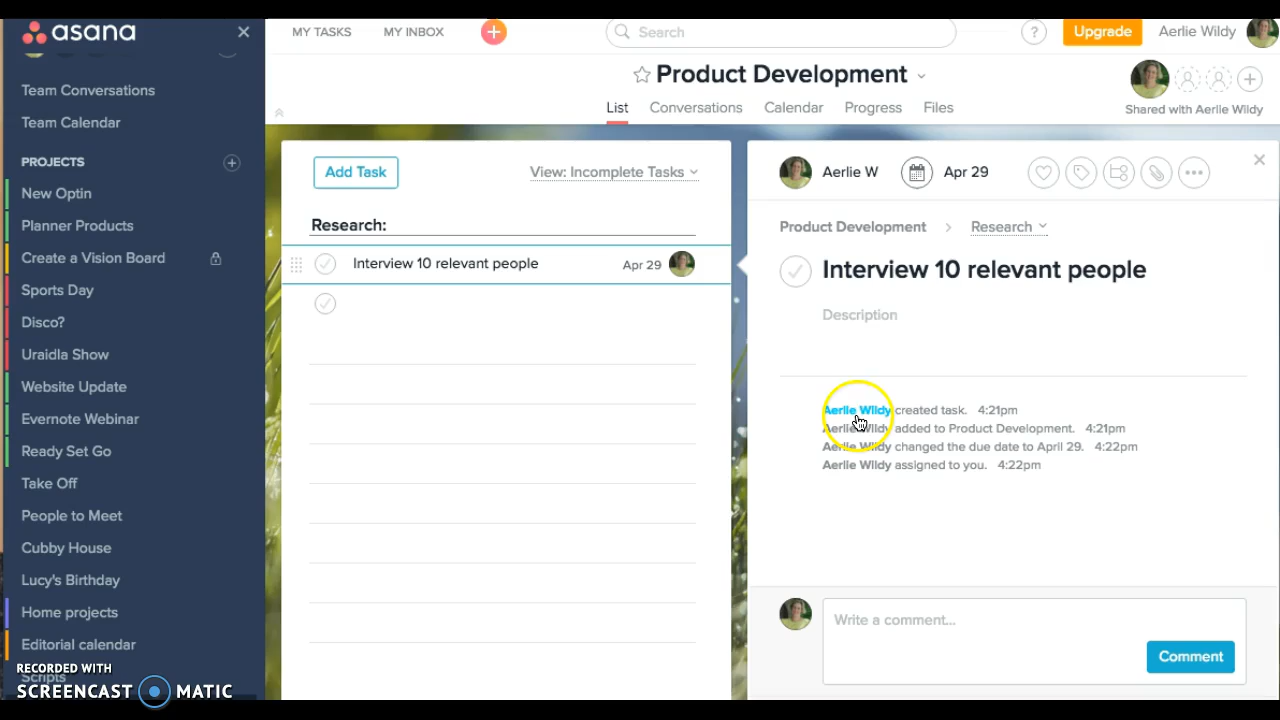 asana
MY TASKS
MY INBOX
Search
?
Upgrade
Aerlie Wildy
Team Conversations
Team Calendar
PROJECTS
New Optin
Planner Products
Create a Vision Board
Sports Day
Disco?
Uraidla Show
Website Update
Evernote Webinar
Ready Set Go
Take Off
People to Meet
Cubby House
Lucy's Birthday
Home projects
Editorial calendar
Scripts
RECORDED WITH
SCREENCAST MATIC
Product Development
List
Conversations
Calendar
Progress
Files
Shared with Aerlie Wildy
Add Task
View: Incomplete Tasks
Research:
Interview 10 relevant people
Apr 29
Aerlie W
Apr 29
Product Development
Research
Interview 10 relevant people
Description
Aerlie Wildy created task. 4:21pm
Aerlie Wildy added to Product Development. 4:21pm
Aerlie Wildy changed the due date to April 29. 4:22pm
Aerlie Wildy assigned to you. 4:22pm
Write a comment...
Comment